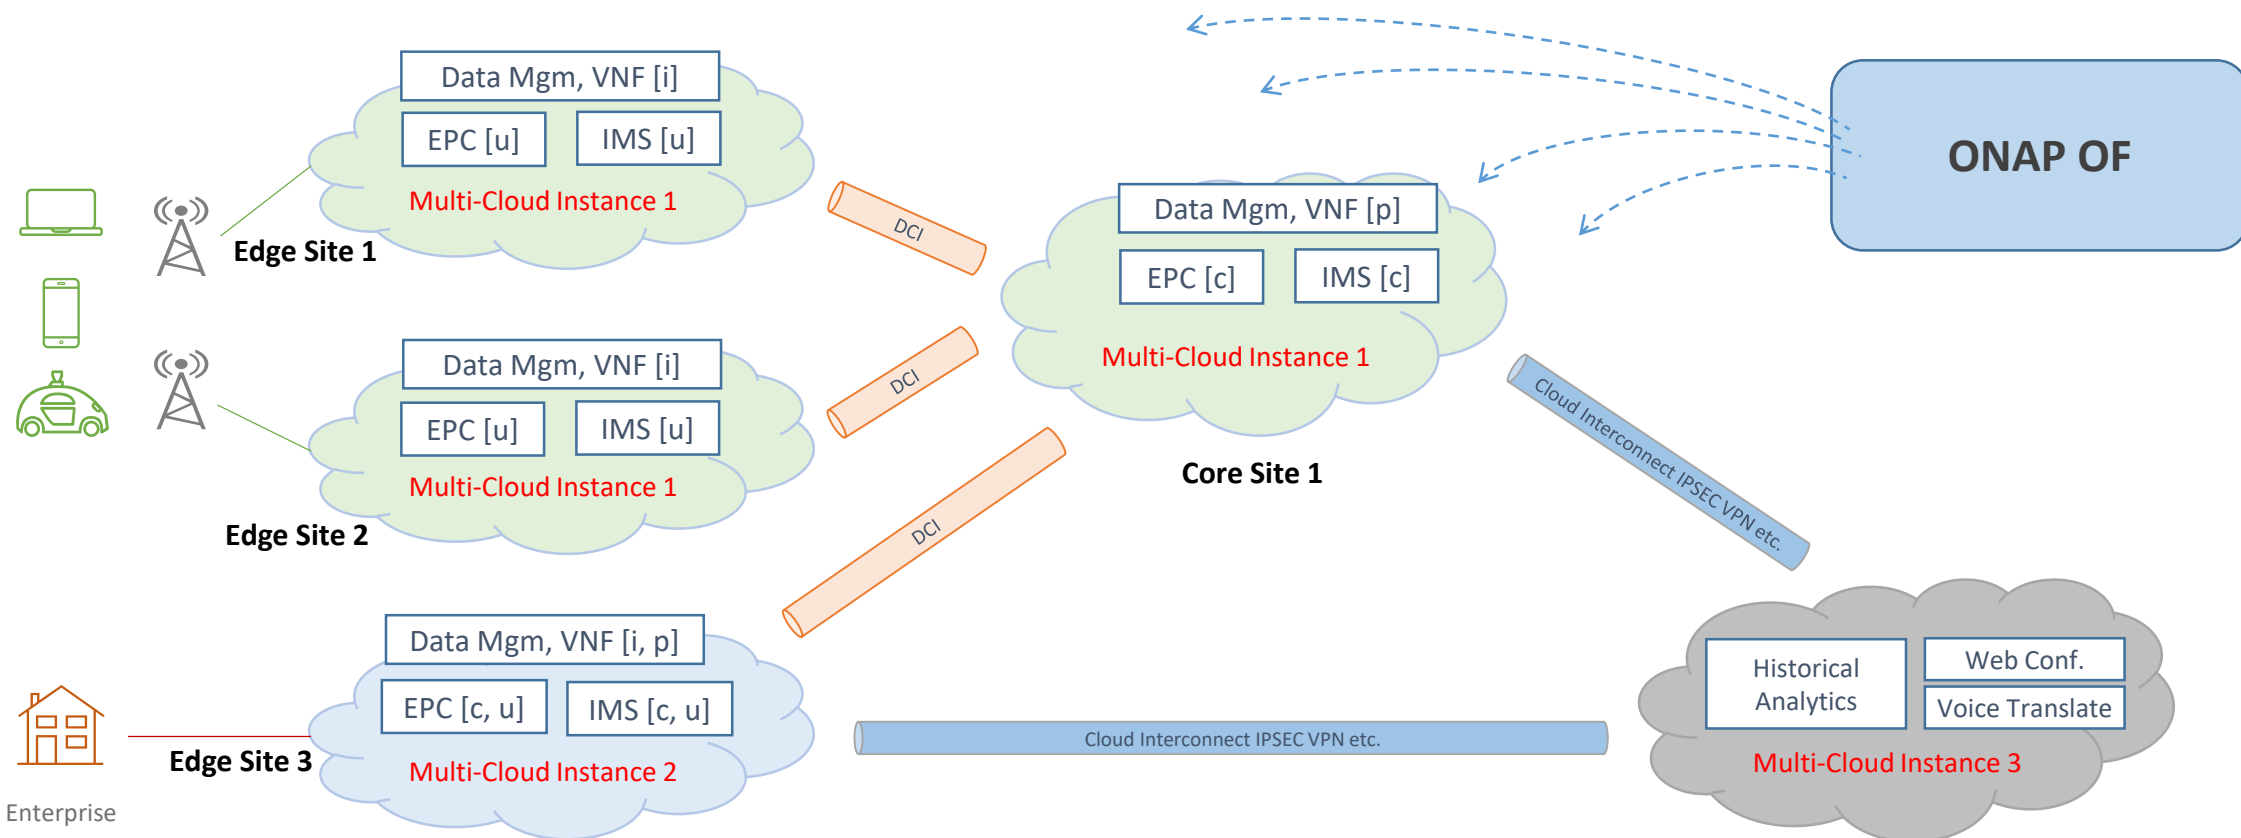 Data Mgm, VNF [i]
EPC [u]
IMS [u]
Multi-Cloud Instance 1
Edge Site 1
DCI
Data Mgm, VNF [p]
EPC [c]
IMS [c]
Multi-Cloud Instance 1
Core Site 1
ONAP OF
Data Mgm, VNF [i]
EPC [u]
IMS [u]
Multi-Cloud Instance 1
Edge Site 2
DCI
DCI
Cloud Interconnect IPSEC VPN etc.
Data Mgm, VNF [i, p]
EPC [c, u]
IMS [c, u]
Multi-Cloud Instance 2
Edge Site 3
Enterprise
Cloud Interconnect IPSEC VPN etc.
Historical
Analytics
Web Conf.
Voice Translate
Multi-Cloud Instance 3